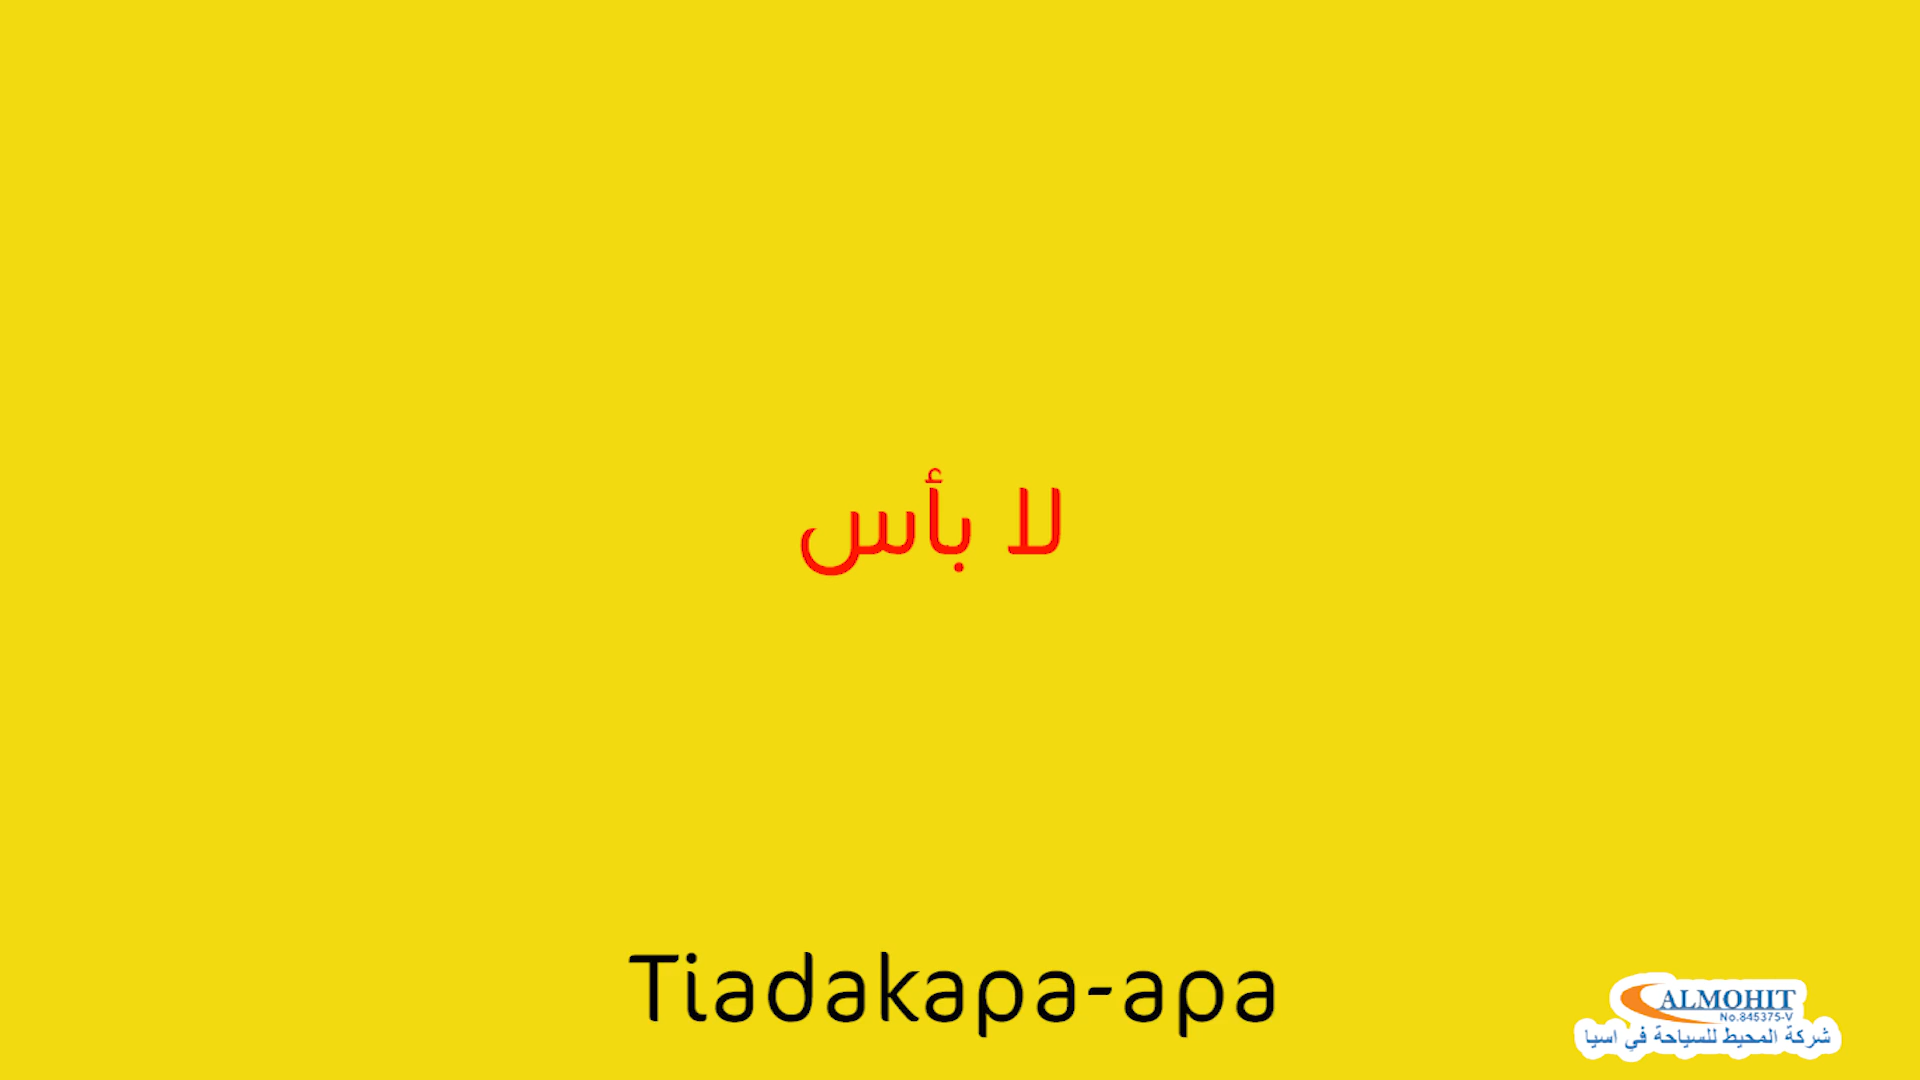 لا بأس
Tiadakapa-apa
ALMOHIT
No.845375-V
شركة المحيط للسياحة في اسيا